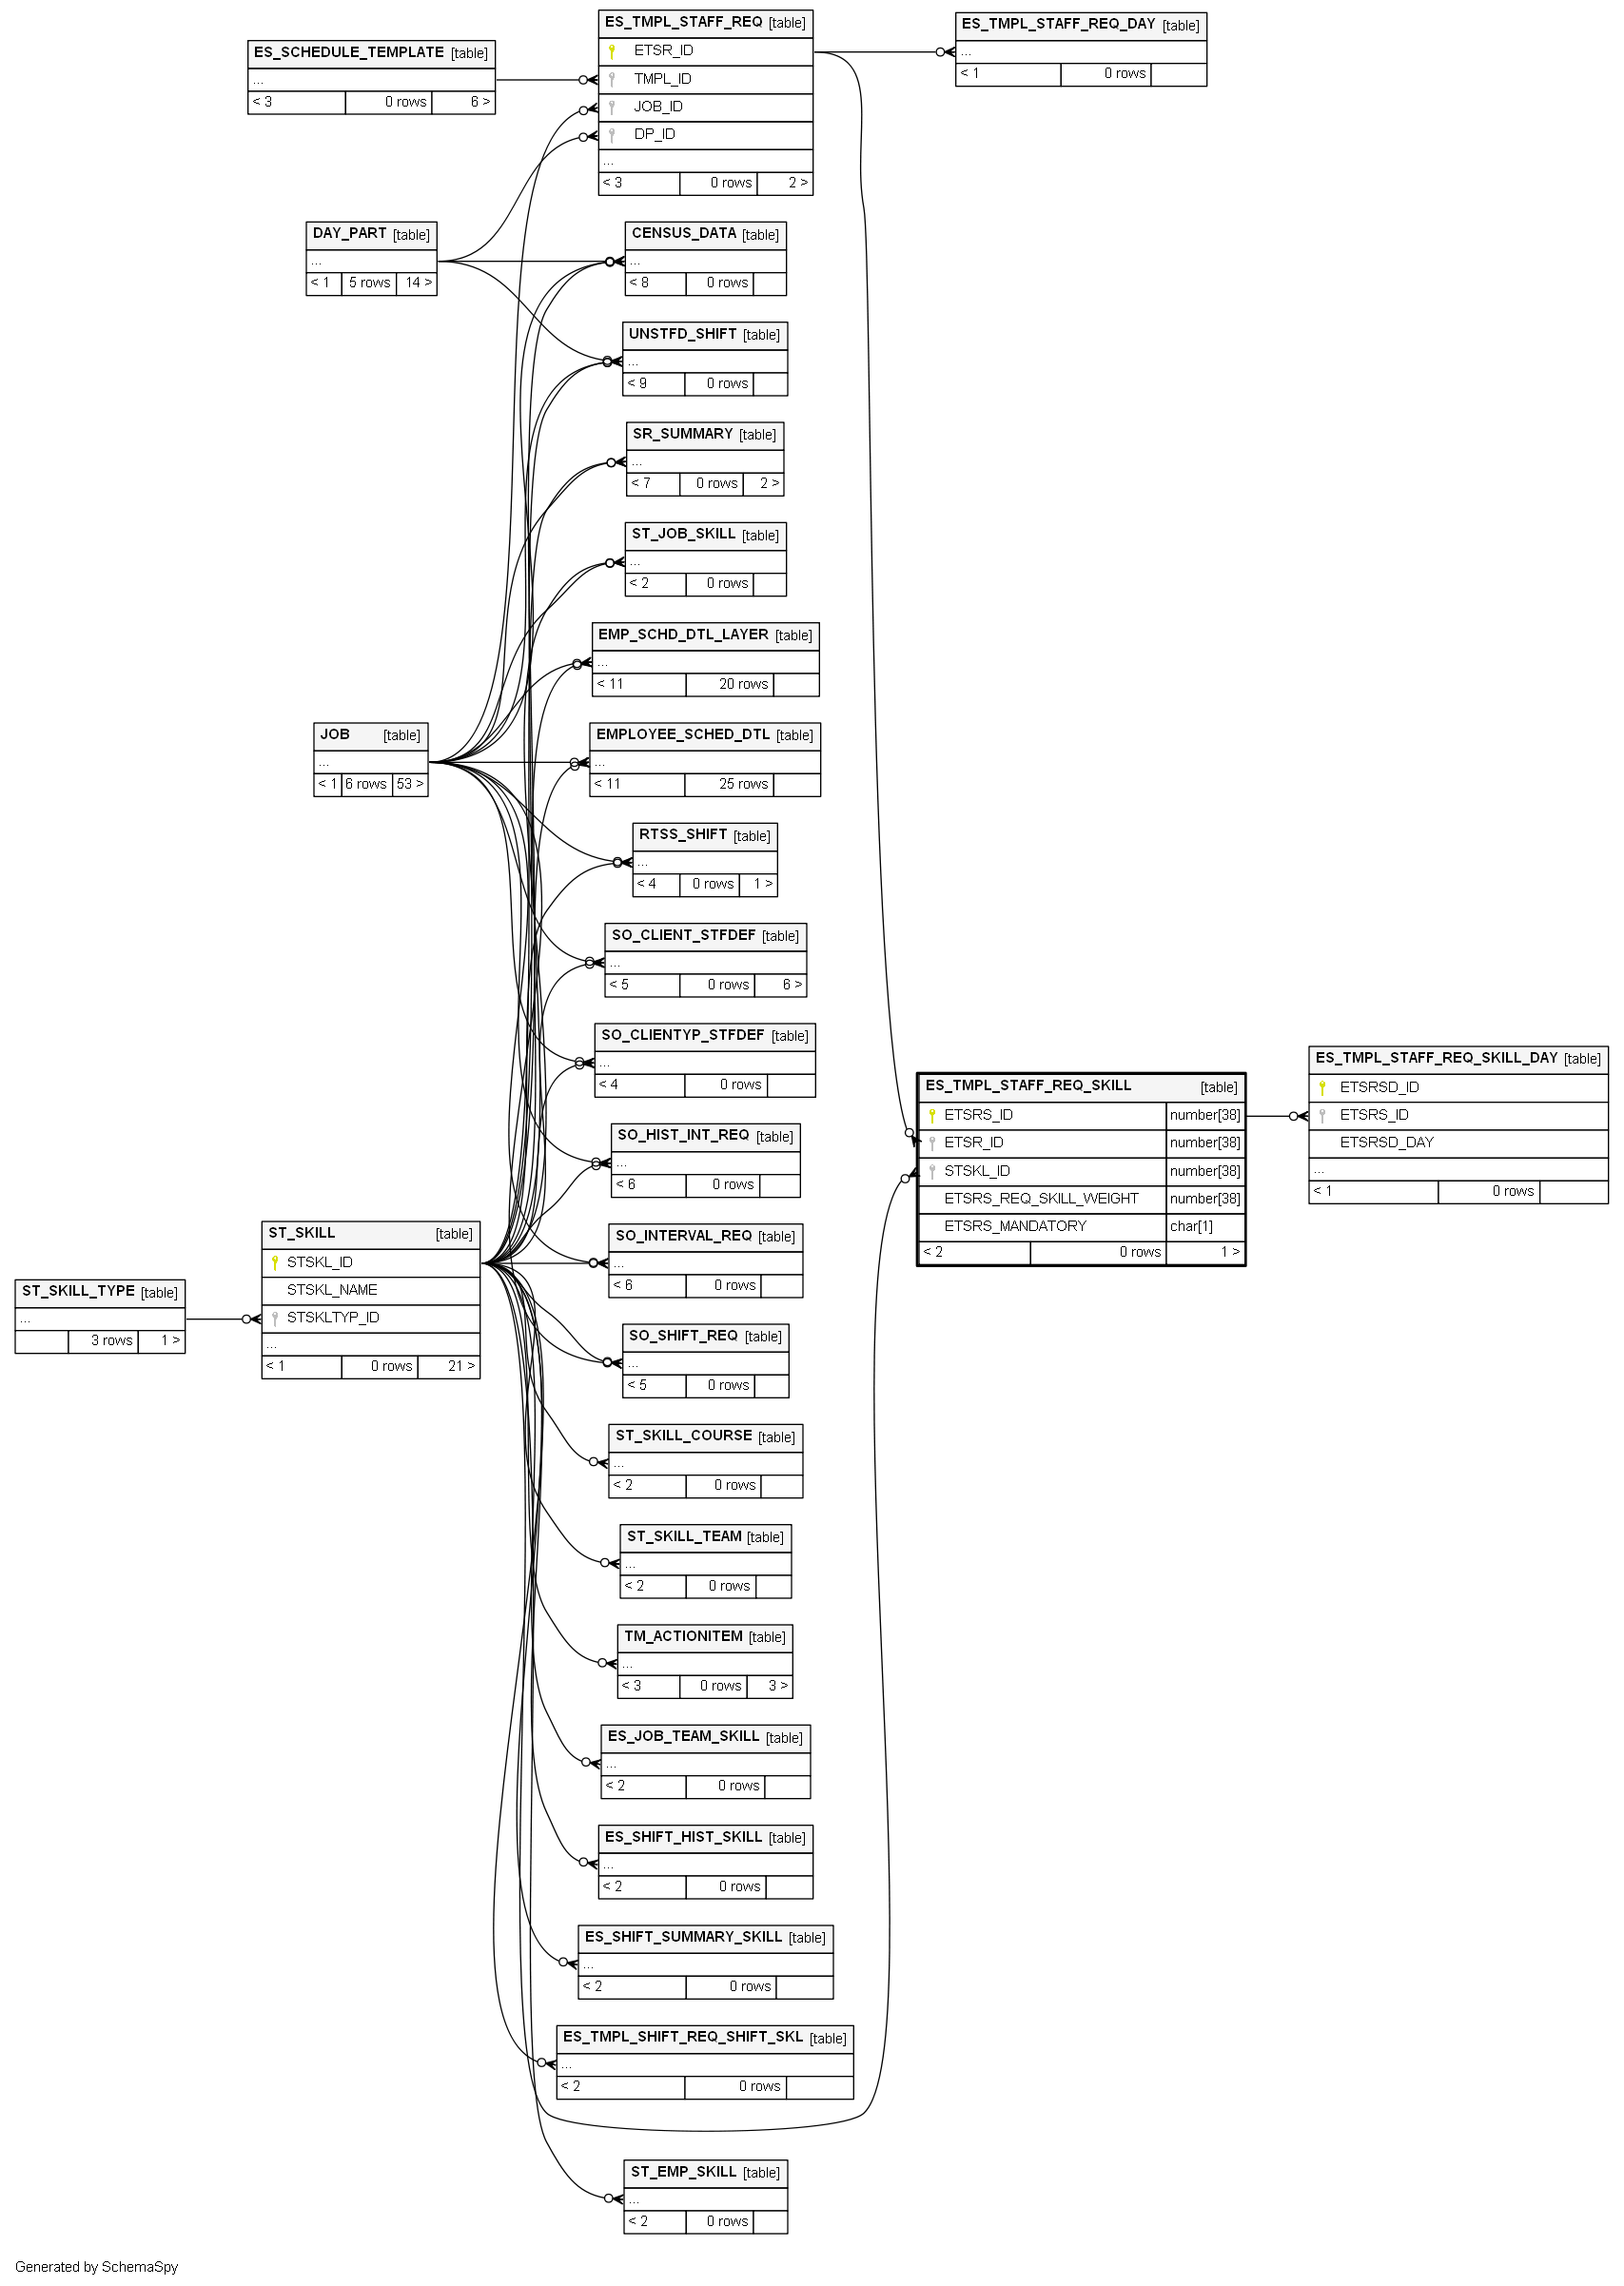 ES_TMPL_STAFF_REQ [table]
ETSR_ID
TMPL_ID
JOB_ID
DP_ID
...
< 3 0 rows 2 >
ES_TMPL_STAFF_REQ_DAY [table]
...
< 1 0 rows
ES_SCHEDULE_TEMPLATE [table]
...
< 3 0 rows 6 >
DAY_PART [table]
...
< 1 5 rows 14 >
CENSUS_DATA [table]
...
< 8 0 rows
UNSTFD_SHIFT [table]
...
< 9 0 rows
SR_SUMMARY [table]
...
< 7 0 rows 2 >
ST_JOB_SKILL [table]
...
< 2 0 rows
EMP_SCHD_DTL_LAYER [table]
...
< 11 20 rows
JOB [table]
...
< 1 6 rows 53 >
EMPLOYEE_SCHED_DTL [table]
...
< 11 25 rows
RTSS_SHIFT [table]
...
< 4 0 rows 1 >
SO_CLIENT_STFDEF [table]
...
< 5 0 rows 6 >
SO_CLIENTYP_STFDEF [table]
...
< 4 0 rows
ES_TMPL_STAFF_REQ_SKILL [table]
ETSRS_ID number[38]
ETSR_ID number[38]
STSKL_ID number[38]
ETSRS_REQ_SKILL_WEIGHT number[38]
ETSRS_MANDATORY char[1]
< 2 0 rows 1 >
ES_TMPL_STAFF_REQ_SKILL_DAY [table]
ETSRSD_ID
ETSRS_ID
ETSRSD_DAY
...
< 1 0 rows
SO_HIST_INT_REQ [table]
...
< 6 0 rows
ST_SKILL [table]
STSKL_ID
STSKL_NAME
STSKLTYP_ID
...
< 1 0 rows 21 >
ST_SKILL_TYPE [table]
...
3 rows 1 >
SO_INTERVAL_REQ [table]
...
< 6 0 rows
SO_SHIFT_REQ [table]
...
< 5 0 rows
ST_SKILL_COURSE [table]
...
< 2 0 rows
ST_SKILL_TEAM [table]
...
< 2 0 rows
TM_ACTIONITEM [table]
...
< 3 0 rows 3 >
ES_JOB_TEAM_SKILL [table]
...
< 2 0 rows
ES_SHIFT_HIST_SKILL [table]
...
< 2 0 rows
ES_SHIFT_SUMMARY_SKILL [table]
...
< 2 0 rows
ES_TMPL_SHIFT_REQ_SHIFT_SKL [table]
...
< 2 0 rows
ST_EMP_SKILL [table]
...
< 2 0 rows
Generated by SchemaSpy